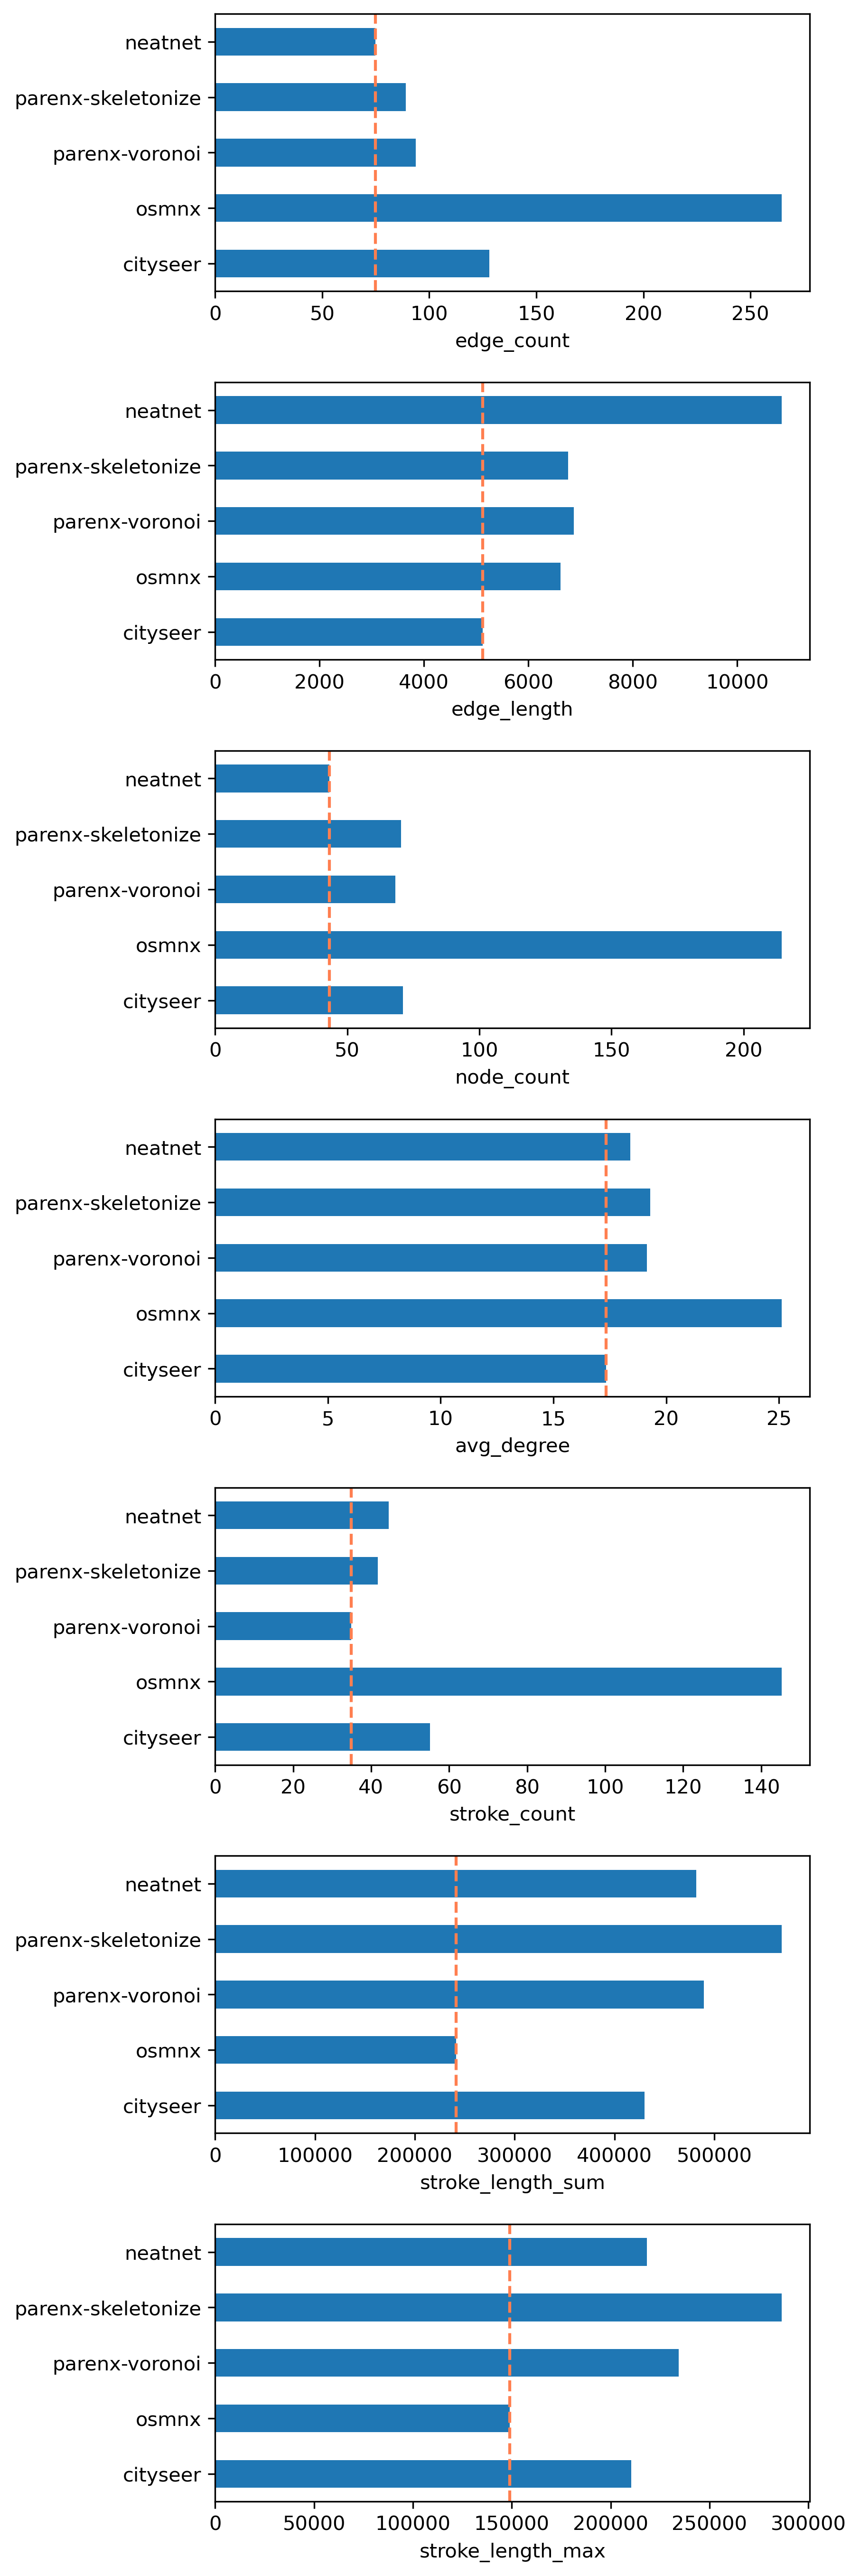 neatnet
parenx-skeletonize
parenx-voronoi
osmnx
cityseer
0 50 100 150 200 250
edge_count
neatnet
parenx-skeletonize
parenx-voronoi
osmnx
cityseer
0 2000 4000 6000 8000 10000
edge_length
neatnet
parenx-skeletonize
parenx-voronoi
osmnx
cityseer
0 50 100 150 200
node_count
neatnet
parenx-skeletonize
parenx-voronoi
osmnx
cityseer
0 5 10 15 20 25
avg_degree
neatnet
parenx-skeletonize
parenx-voronoi
osmnx
cityseer
0 20 40 60 80 100 120 140
stroke_count
neatnet
parenx-skeletonize
parenx-voronoi
osmnx
cityseer
0 100000 200000 300000 400000 500000
stroke_length_sum
neatnet
parenx-skeletonize
parenx-voronoi
osmnx
cityseer
0 50000 100000 150000 200000 250000 300000
stroke_length_max